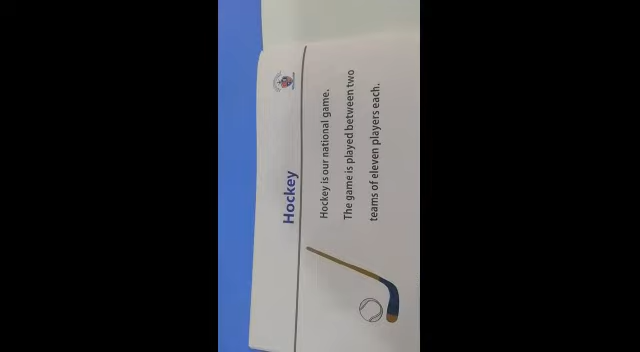 Hockey
Hockey is our national game.
The game is played between two
teams of eleven players each.